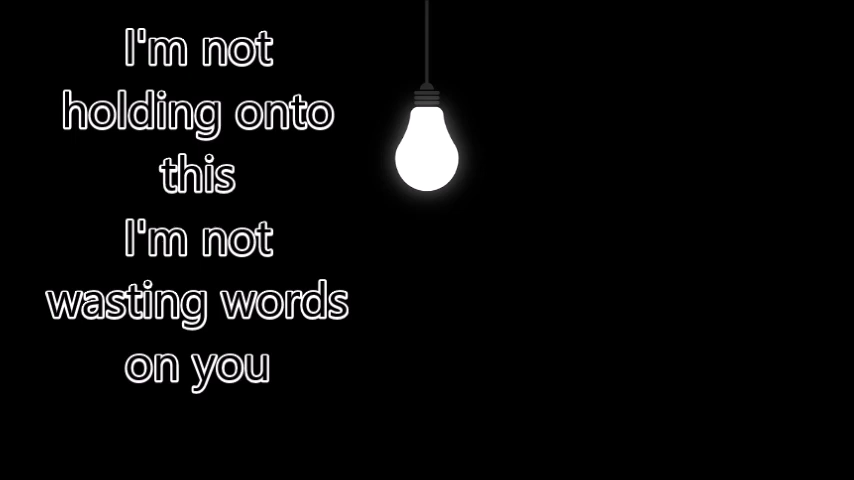 I'm not
holding onto
this
I'm not
wasting words
on you